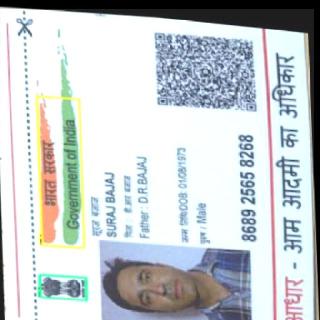 भारत सरकार
Government of India
सूरज बजाज
SURAJ BAJAJ
पिता : डी.आर बजाज
Father : D.R.BAJAJ
जन्म तिथि/DOB: 01/08/1973
पुरुष / Male
8689 2565 8268
आधार - आम आदमी का अधिकार